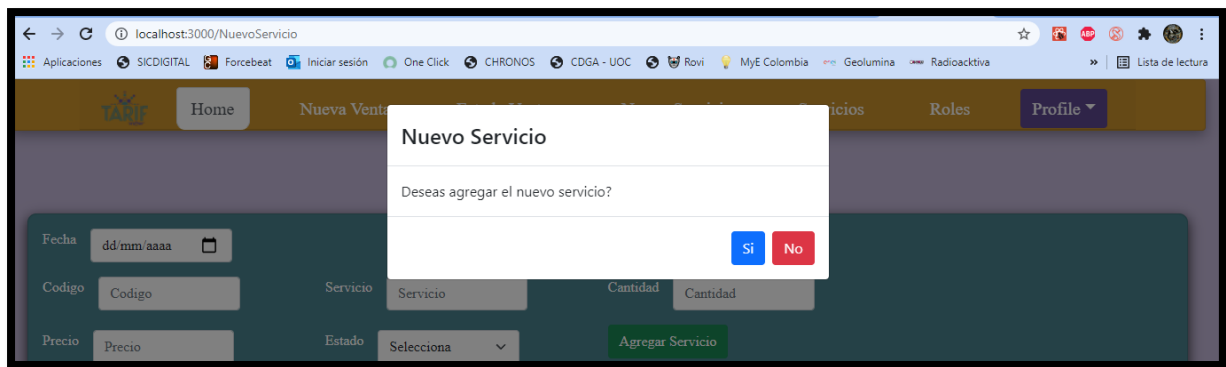 localhost:3000/NuevoServicio
Aplicaciones SICDIGITAL Forcebeat Iniciar sesión One Click CHRONOS CDGA - UOC Rovi MyE Colombia Geolumina Radioacktiva » Lista de lectura
TARIF Home Nueva Venta icios Roles Profile
Nuevo Servicio
Deseas agregar el nuevo servicio?
Si No
Fecha dd/mm/aaaa
Codigo Codigo Servicio Servicio Cantidad Cantidad
Precio Precio Estado Selecciona Agregar Servicio